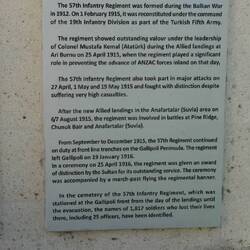 The 57th Infantry Regiment was formed during the Balkan War
in 1912. On 1 February 1915, it was reconstituted under the command
of the 19th Infantry Division as part of the Turkish Fifth Army.
The regiment showed outstanding valour under the leadership
of Colonel Mustafa Kemal (Atatürk) during the Allied landings at
Ari Burnu on 25 April 1915, when the regiment played a significant
role in preventing the advance of ANZAC forces inland on that day.
The 57th Infantry Regiment also took part in major attacks on
27 April, 1 May and 19 May 1915 and fought with distinction despite
suffering very high casualties.
After the new Allied landings in the Anafartalar (Suvla) area on
6/7 August 1915, the regiment was involved in battles at Pine Ridge,
Chunuk Bair and Anafartalar (Suvla).
From September to December 1915, the 57th Regiment continued
on duty at front line trenches on the Gallipoli Peninsula. The regiment
left Gallipoli on 19 January 1916.
In a ceremony on 25 April 1916, the regiment was given an award
of distinction by the Sultan for its outstanding service. The ceremony
was accompanied by a march-past flying the regimental banner.
In the cemetery of the 57th Infantry Regiment, which was
stationed at the Gallipoli front from the day of the landings until
the evacuation, the names of 1,817 soldiers who lost their lives
there, including 25 officers, have been identified.